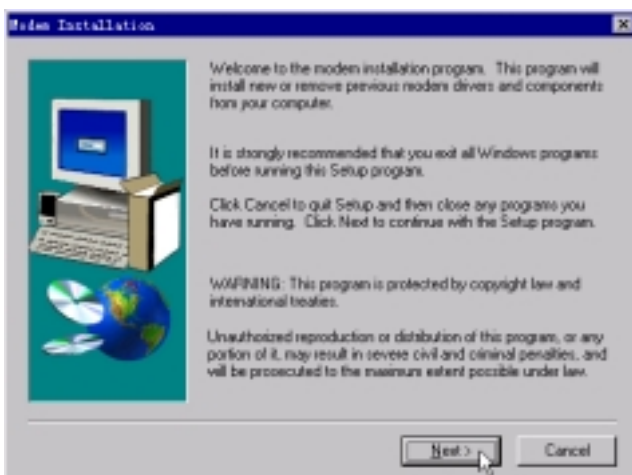 Modem Installation
Welcome to the modem installation program. This program will
install new or remove previous modem drivers and components
from your computer.
It is strongly recommended that you exit all Windows programs
before running this Setup program.
Click Cancel to quit Setup and then close any programs you
have running. Click Next to continue with the Setup program.
WARNING: This program is protected by copyright law and
international treaties.
Unauthorized reproduction or distribution of this program, or any
portion of it, may result in severe civil and criminal penalties, and
will be prosecuted to the maximum extent possible under law.
Next >
Cancel